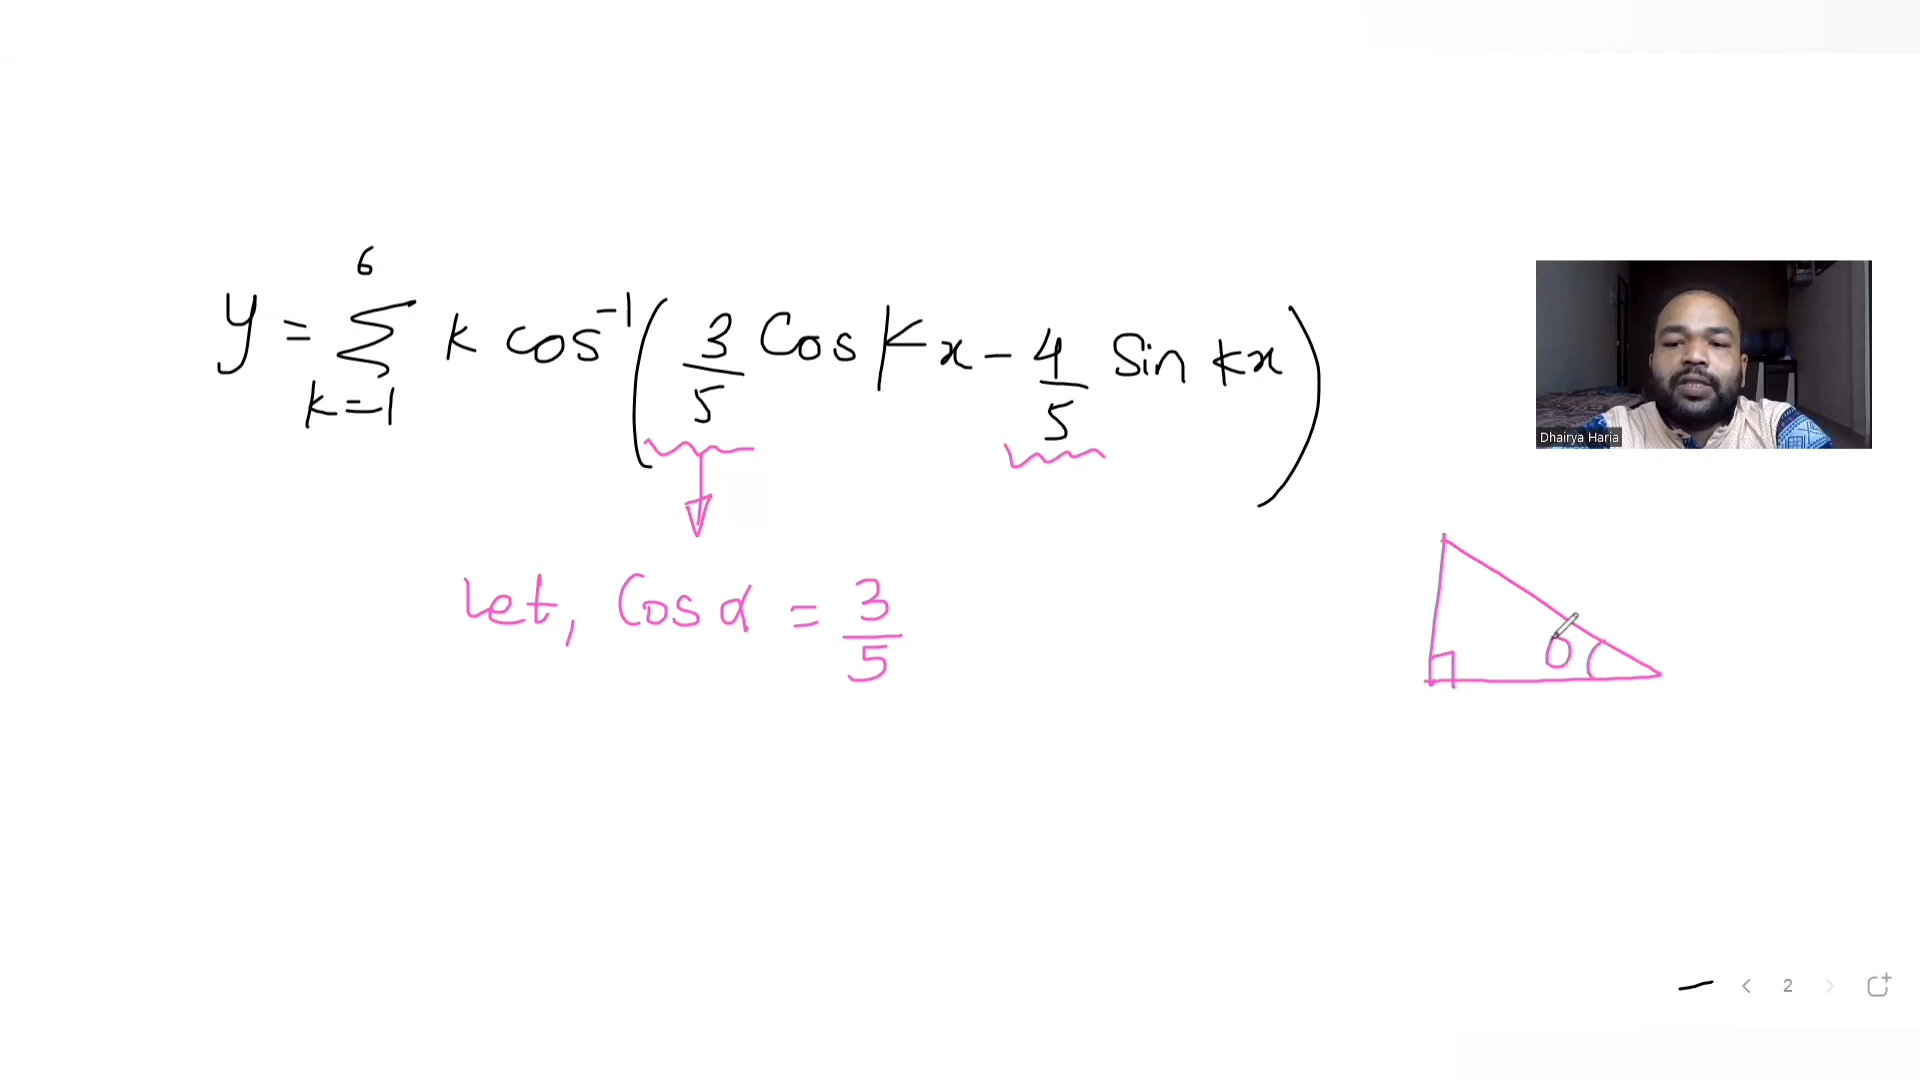 y = 6∑k=1 k cos⁻¹( 3/5 Cos kx - 4/5 Sin kx )
Dhairya Haria
Let, Cos α = 3/5
θ
2